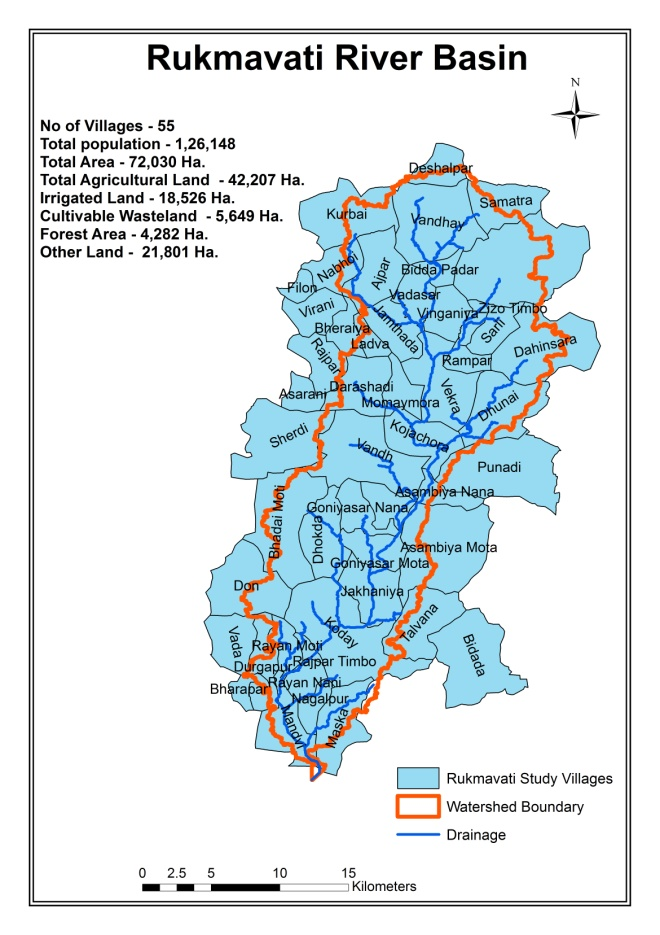 Rukmavati River Basin
N
No of Villages - 55
Total population - 1,26,148
Total Area - 72,030 Ha.
Total Agricultural Land - 42,207 Ha.
Irrigated Land - 18,526 Ha.
Cultivable Wasteland - 5,649 Ha.
Forest Area - 4,282 Ha.
Other Land - 21,801 Ha.
Deshalpar
Samatra
Kurbai
Vandhay
Nabhoi
Ajpar
Bidda Padar
Filon
Vadasar
Virani
Jamthada
Vinganiya
Zizo Timbo
Sarli
Bheraiya
Ladva
Rajpar
Dahinsara
Rampar
Darashadi
Asarani
Momaymora
Vekra
Dhunai
Sherdi
Kojachora
Vandh
Punadi
Asambiya Nana
Bhadai Moti
Goniyasar Nana
Dhokda
Asambiya Mota
Goniyasar Mota
Don
Jakhaniya
Talvana
Koday
Vada
Rayan Moti
Bidada
Durgapur
Rajpar Timbo
Rayan Nani
Bharapar
Nagalpur
Mandvi
Maska
Rukmavati Study Villages
Watershed Boundary
Drainage
0 2.5 5 10 15
Kilometers